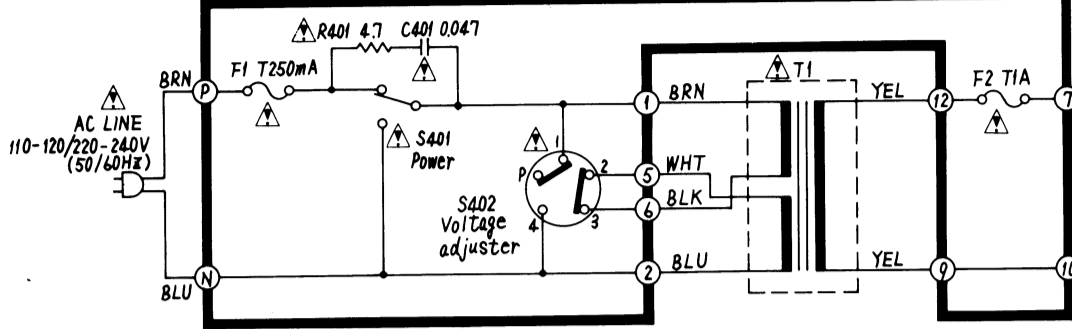 R401 4.7 C401 0.047
F1 T250mA
BRN P
AC LINE
110-120/220-240V
(50/60Hz)
S401
Power
1
P 2
4 3
S402
Voltage
adjuster
BLU N
1 BRN
5 WHT
6 BLK
2 BLU
T1
YEL 12
F2 T1A
7
YEL 9
10